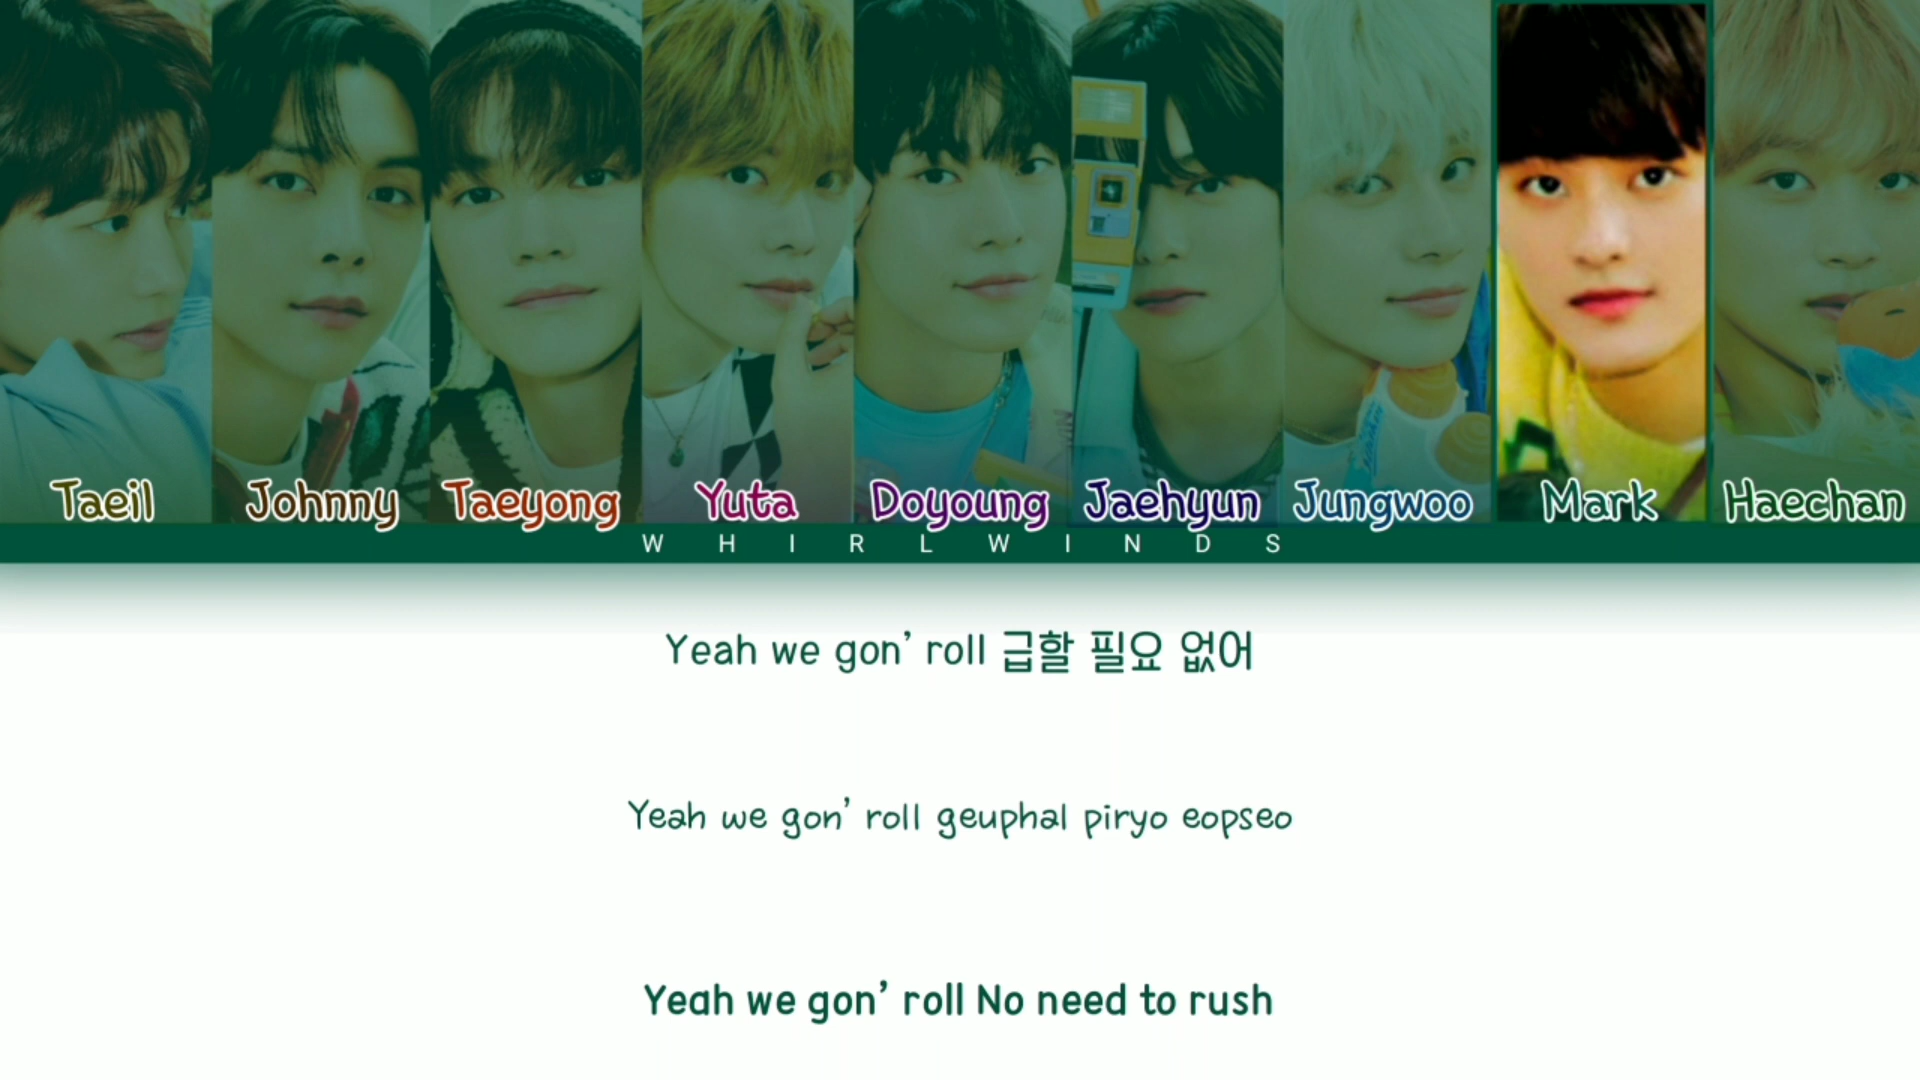 Taeil Johnny Taeyong Yuta Doyoung Jaehyun Jungwoo Mark Haechan
WHIRLWINDS
Yeah we gon’ roll 급할 필요 없어
Yeah we gon’ roll geuphal piryo eopseo
Yeah we gon’ roll No need to rush